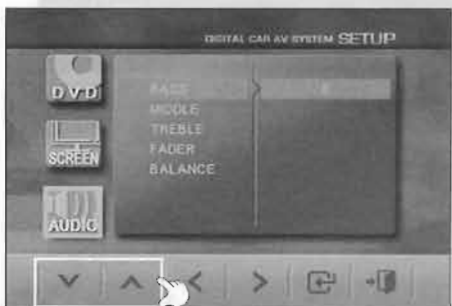 DIGITAL CAR AV SYSTEM SETUP
DVD
SCREEN
AUDIO
BASS
MIDDLE
TREBLE
FADER
BALANCE